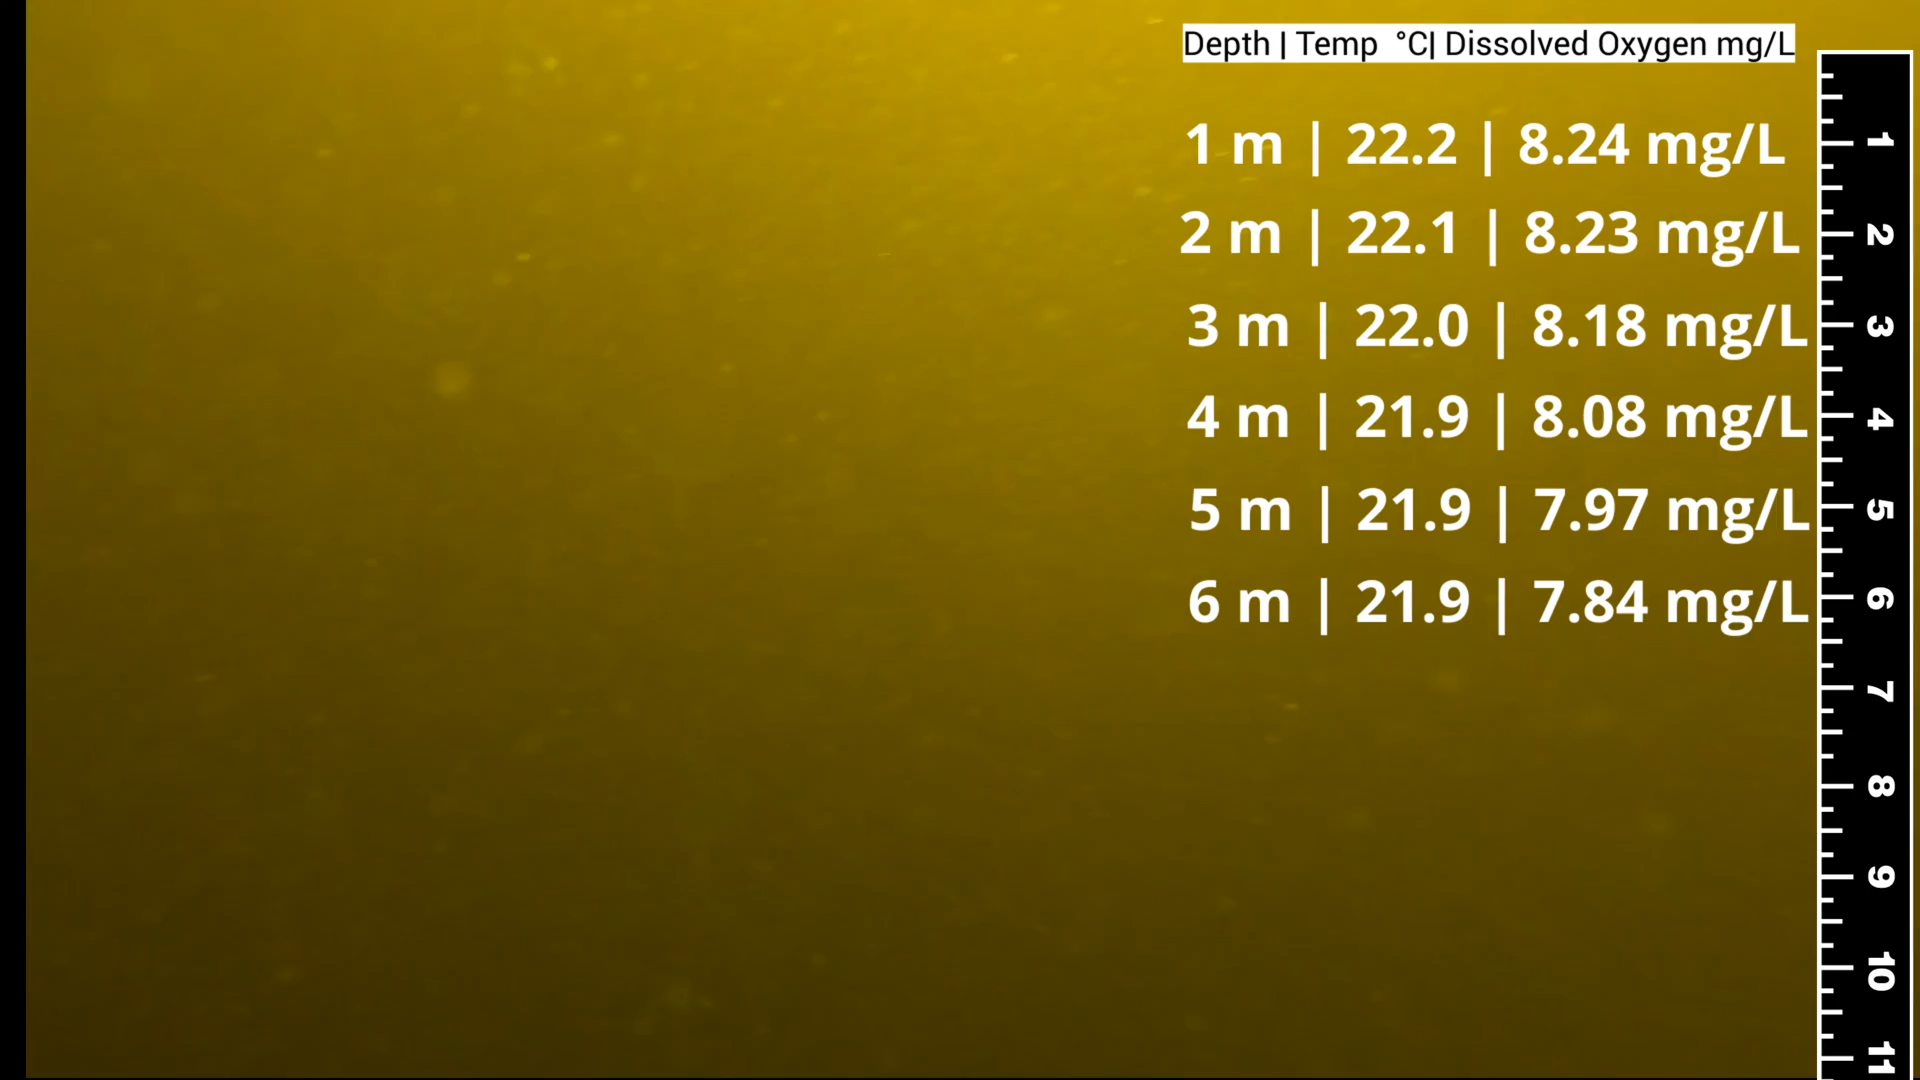 Depth | Temp °C| Dissolved Oxygen mg/L
1 m | 22.2 | 8.24 mg/L
2 m | 22.1 | 8.23 mg/L
3 m | 22.0 | 8.18 mg/L
4 m | 21.9 | 8.08 mg/L
5 m | 21.9 | 7.97 mg/L
6 m | 21.9 | 7.84 mg/L
1
2
3
4
5
6
7
8
9
10
11